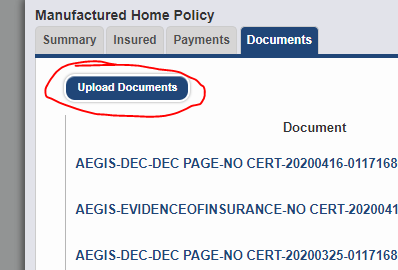 Manufactured Home Policy
Summary Insured Payments Documents
Upload Documents
Document
AEGIS-DEC-DEC PAGE-NO CERT-20200416-0117168
AEGIS-EVIDENCEOFINSURANCE-NO CERT-2020041
AEGIS-DEC-DEC PAGE-NO CERT-20200325-0117168